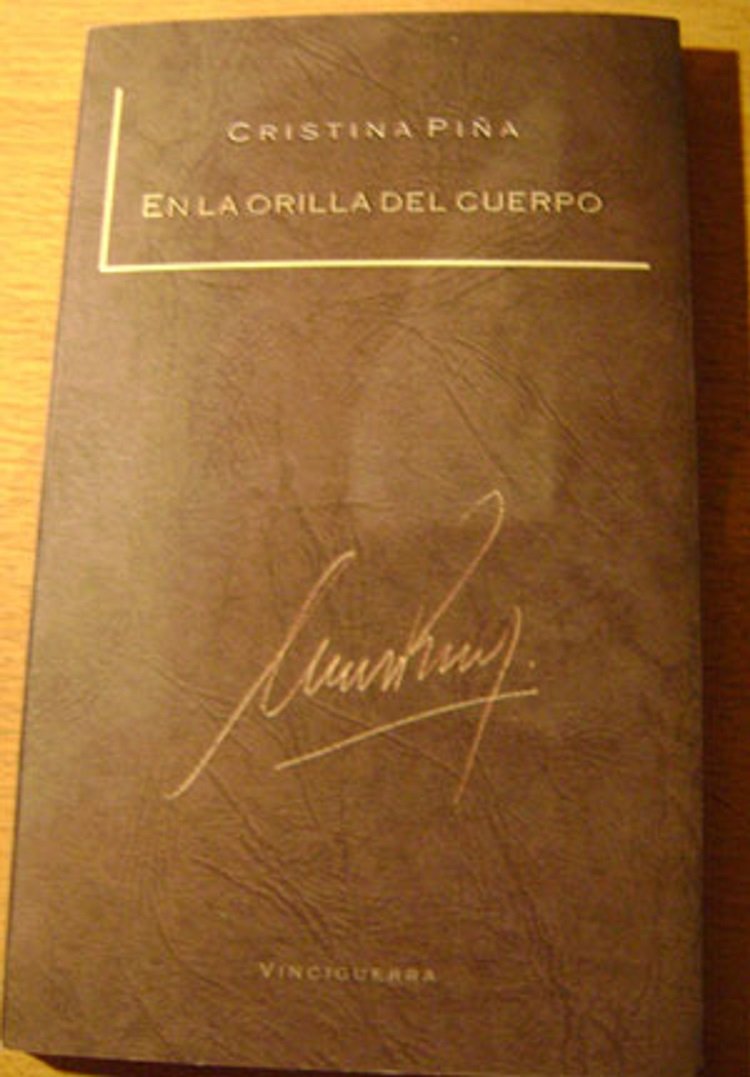 CRISTINA PIÑA
EN LA ORILLA DEL CUERPO
VINCIGUERRA